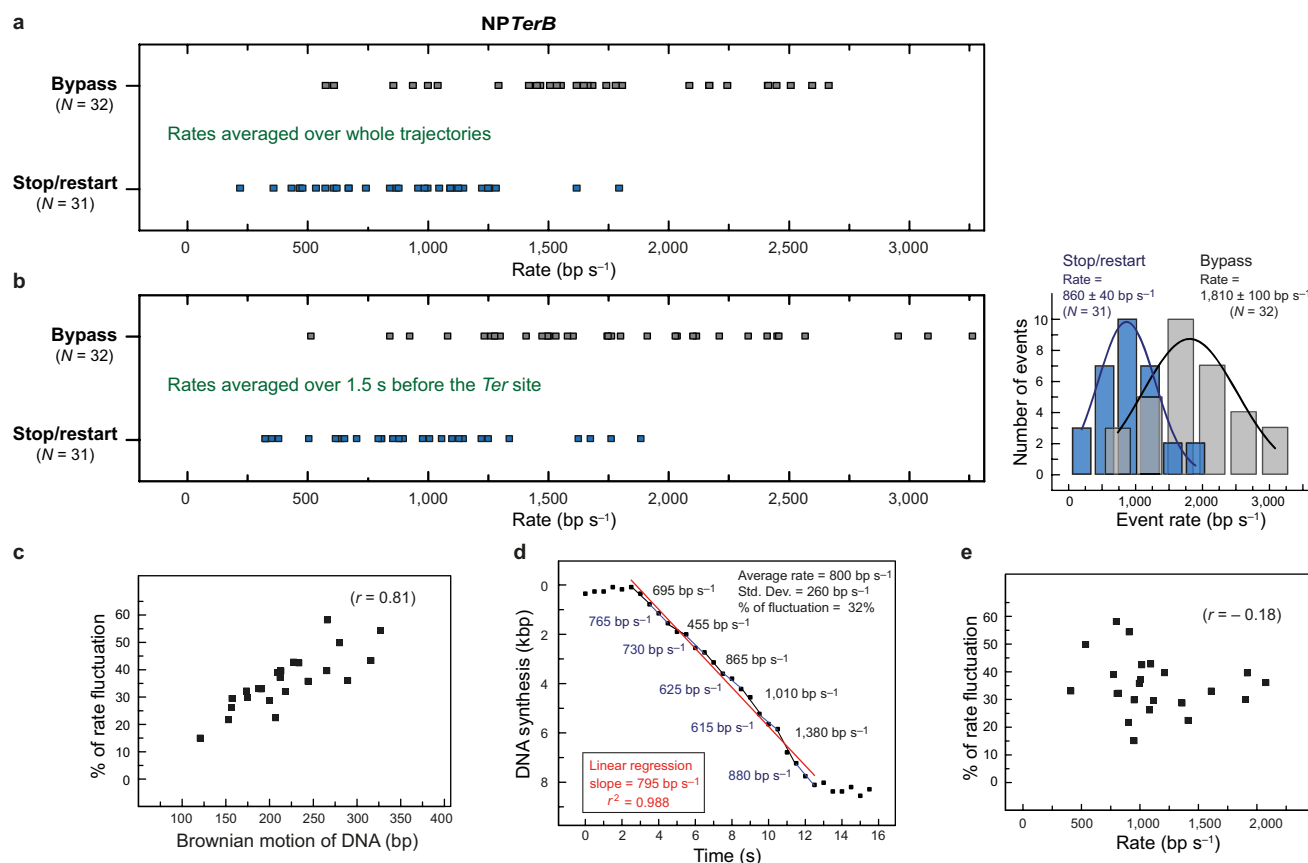 a
NPTerB
Bypass
(N = 32)
Rates averaged over whole trajectories
Stop/restart
(N = 31)
0 500 1,000 1,500 2,000 2,500 3,000
Rate (bp s⁻¹)
b
Bypass
(N = 32)
Rates averaged over 1.5 s before the Ter site
Stop/restart
(N = 31)
0 500 1,000 1,500 2,000 2,500 3,000
Rate (bp s⁻¹)
Stop/restart
Rate =
860 ± 40 bp s⁻¹
(N = 31)
Bypass
Rate =
1,810 ± 100 bp s⁻¹
(N = 32)
Number of events
10
8
6
4
2
0
0 1,000 2,000 3,000
Event rate (bp s⁻¹)
c
(r = 0.81)
% of rate fluctuation
60
50
40
30
20
10
0
100 150 200 250 300 350 400
Brownian motion of DNA (bp)
d
Average rate = 800 bp s⁻¹
Std. Dev. = 260 bp s⁻¹
% of fluctuation = 32%
695 bp s⁻¹
765 bp s⁻¹
455 bp s⁻¹
730 bp s⁻¹
865 bp s⁻¹
625 bp s⁻¹
1,010 bp s⁻¹
615 bp s⁻¹
1,380 bp s⁻¹
880 bp s⁻¹
Linear regression
slope = 795 bp s⁻¹
r² = 0.988
DNA synthesis (kbp)
0
2
4
6
8
0 2 4 6 8 10 12 14 16
Time (s)
e
(r = – 0.18)
% of rate fluctuation
60
50
40
30
20
10
0
0 500 1,000 1,500 2,000
Rate (bp s⁻¹)